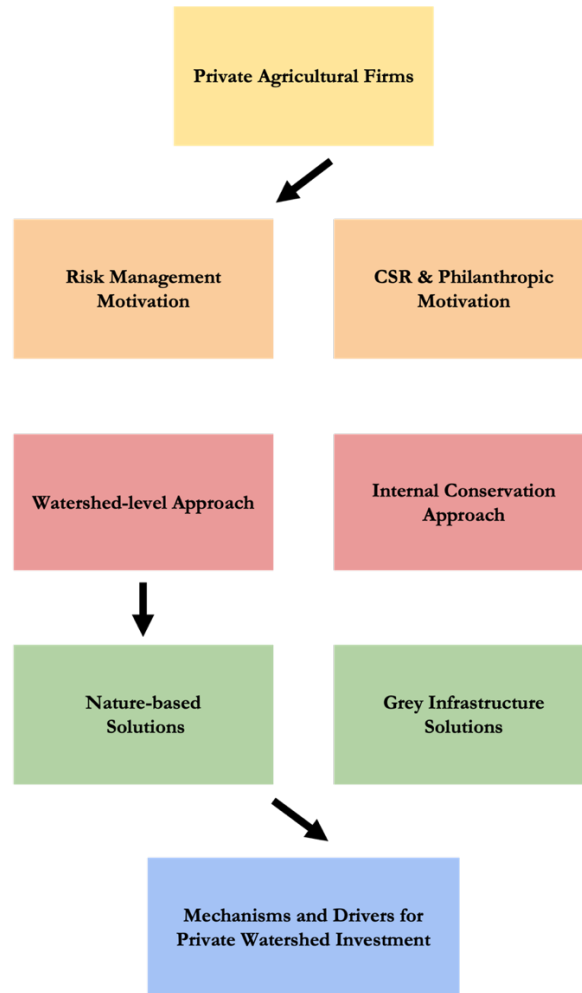 Private Agricultural Firms
Risk Management
Motivation
CSR & Philanthropic
Motivation
Watershed-level Approach
Internal Conservation
Approach
Nature-based
Solutions
Grey Infrastructure
Solutions
Mechanisms and Drivers for
Private Watershed Investment